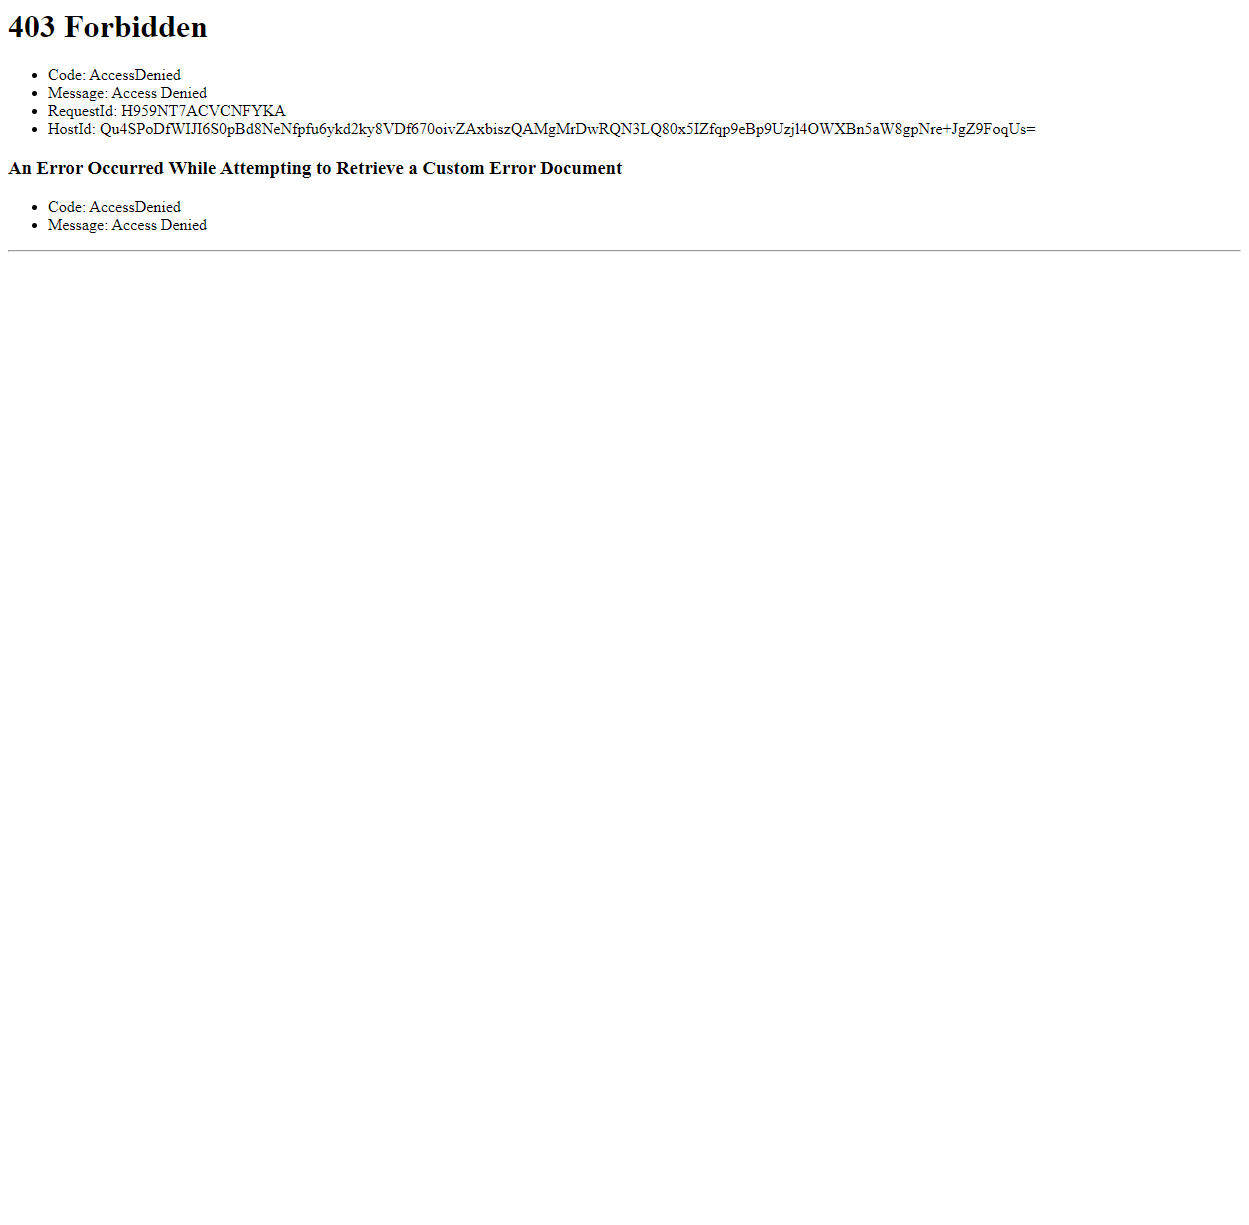 403 Forbidden
Code: AccessDenied
Message: Access Denied
RequestId: H959NT7ACVCNFYKA
HostId: Qu4SPoDfWIJI6S0pBd8NeNfpfu6ykd2ky8VDf670oivZAxbiszQAMgMrDwRQN3LQ80x5IZfqp9eBp9Uzjl4OWXBn5aW8gpNre+JgZ9FoqUs=
An Error Occurred While Attempting to Retrieve a Custom Error Document
Code: AccessDenied
Message: Access Denied